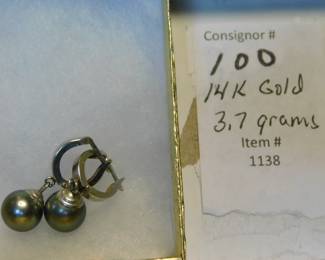 Consignor #
100
14K Gold
3.7 grams
Item #
1138